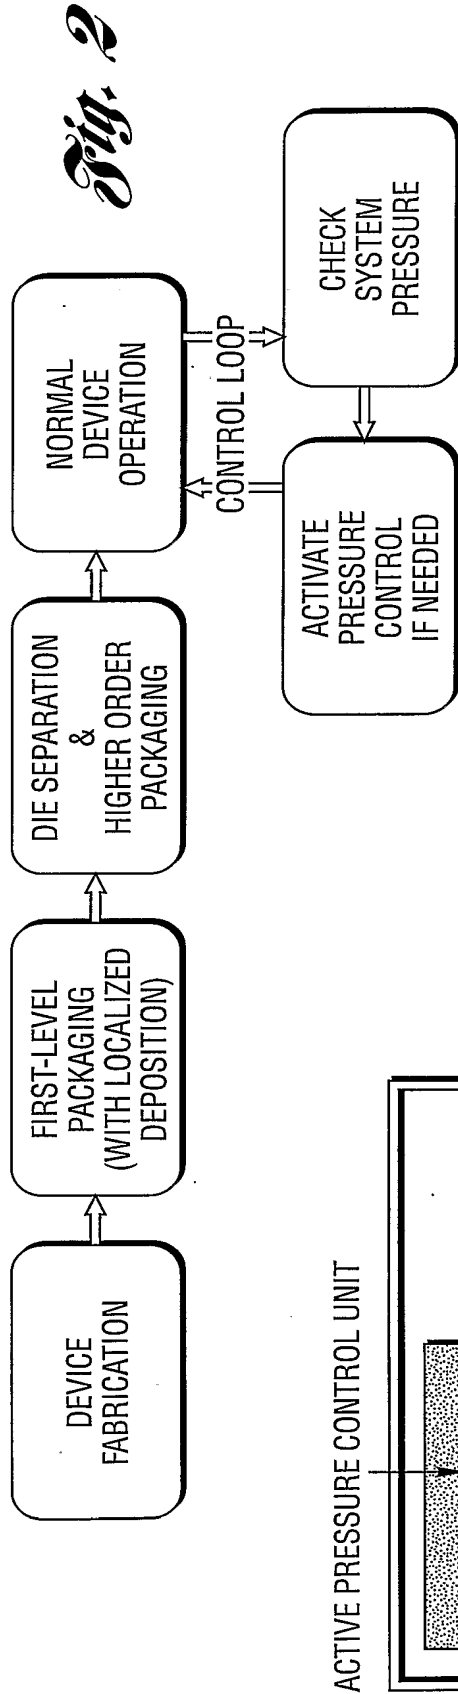 Fig. 2
DEVICE
FABRICATION
FIRST-LEVEL
PACKAGING
(WITH LOCALIZED
DEPOSITION)
DIE SEPARATION
&
HIGHER ORDER
PACKAGING
NORMAL
DEVICE
OPERATION
CONTROL LOOP
CHECK
SYSTEM
PRESSURE
ACTIVATE
PRESSURE
CONTROL
IF NEEDED
ACTIVE PRESSURE CONTROL UNIT